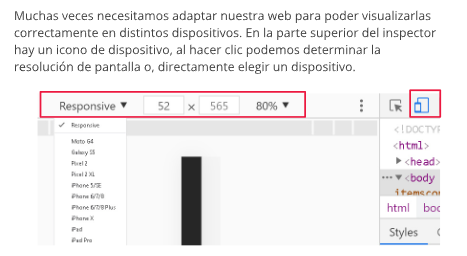 Muchas veces necesitamos adaptar nuestra web para poder visualizarlas
correctamente en distintos dispositivos. En la parte superior del inspector
hay un icono de dispositivo, al hacer clic podemos determinar la
resolución de pantalla o, directamente elegir un dispositivo.
Responsive ▼ 52 × 565 80% ▼
✓ Responsive
Moto G4
Galaxy S5
Pixel 2
Pixel 2 XL
iPhone 5/SE
iPhone 6/7/8
iPhone 6/7/8 Plus
iPhone X
iPad
iPad Pro
<!DOCTYP
<html>
▶<head>
··· ▼<body
itemscop
html bod
Styles